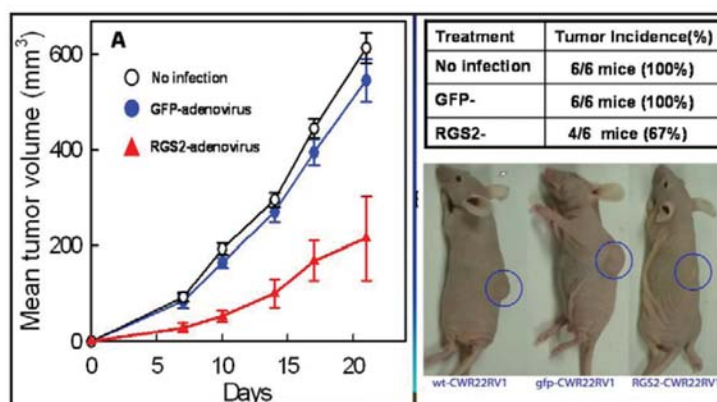 A
Mean tumor volume (mm³)
600
400
200
0
No infection
GFP-adenovirus
RGS2-adenovirus
0 5 10 15 20
Days
Treatment Tumor Incidence(%)
No infection 6/6 mice (100%)
GFP- 6/6 mice (100%)
RGS2- 4/6 mice (67%)
wt-CWR22RV1 gfp-CWR22RV1 RGS2-CWR22RV1